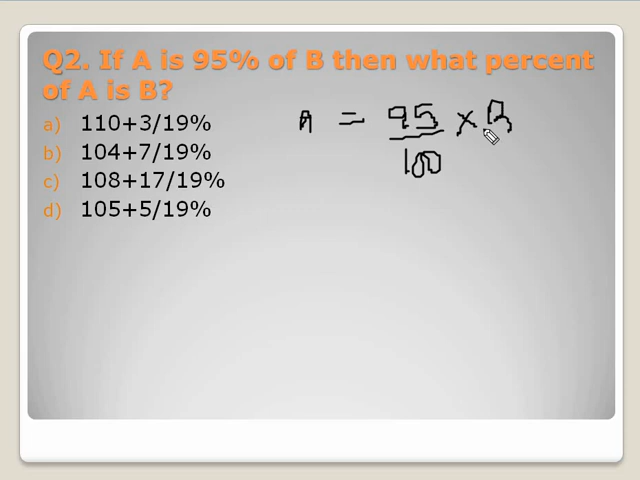 Q2. If A is 95% of B then what percent
of A is B?
a) 110+3/19%
b) 104+7/19%
c) 108+17/19%
d) 105+5/19%
A = 95 × B
100